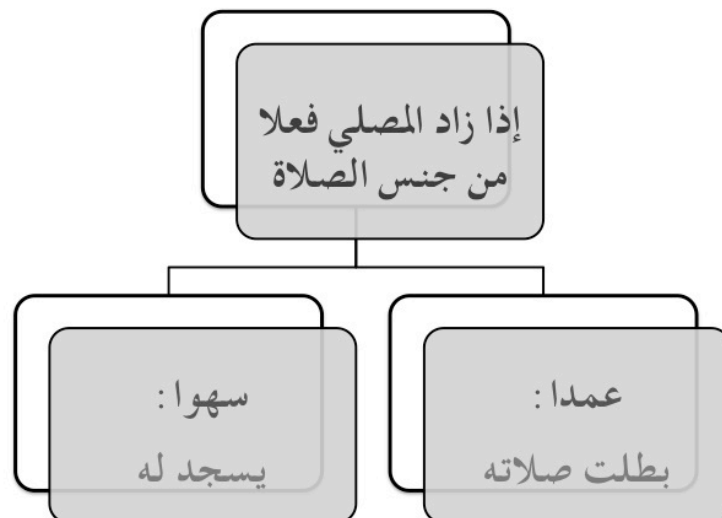 إذا زاد المصلي فعلا
من جنس الصلاة
عمدا :
بطلت صلاته
سهوا :
يسجد له